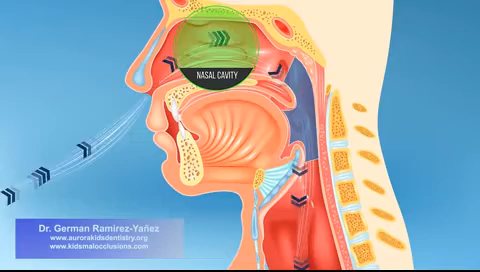 NASAL CAVITY
Dr. German Ramirez-Yañez
www.aurorakidsdentistry.org
www.kidsmalocclusions.com